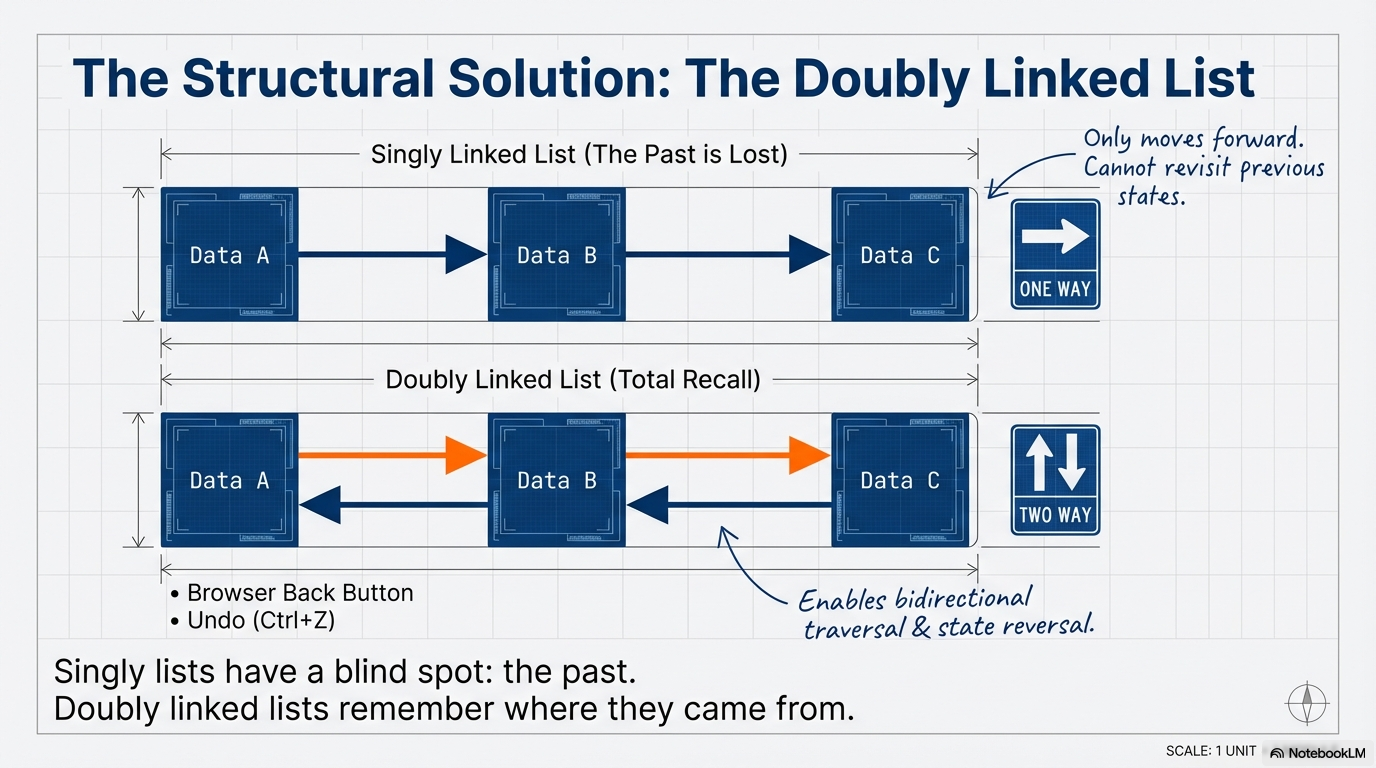 The Structural Solution: The Doubly Linked List
Singly Linked List (The Past is Lost)
Only moves forward.
Cannot revisit previous
states.
Data A
Data B
Data C
ONE WAY
Doubly Linked List (Total Recall)
Data A
Data B
Data C
TWO WAY
• Browser Back Button
• Undo (Ctrl+Z)
Enables bidirectional
traversal & state reversal.
Singly lists have a blind spot: the past.
Doubly linked lists remember where they came from.
SCALE: 1 UNIT
NotebookLM